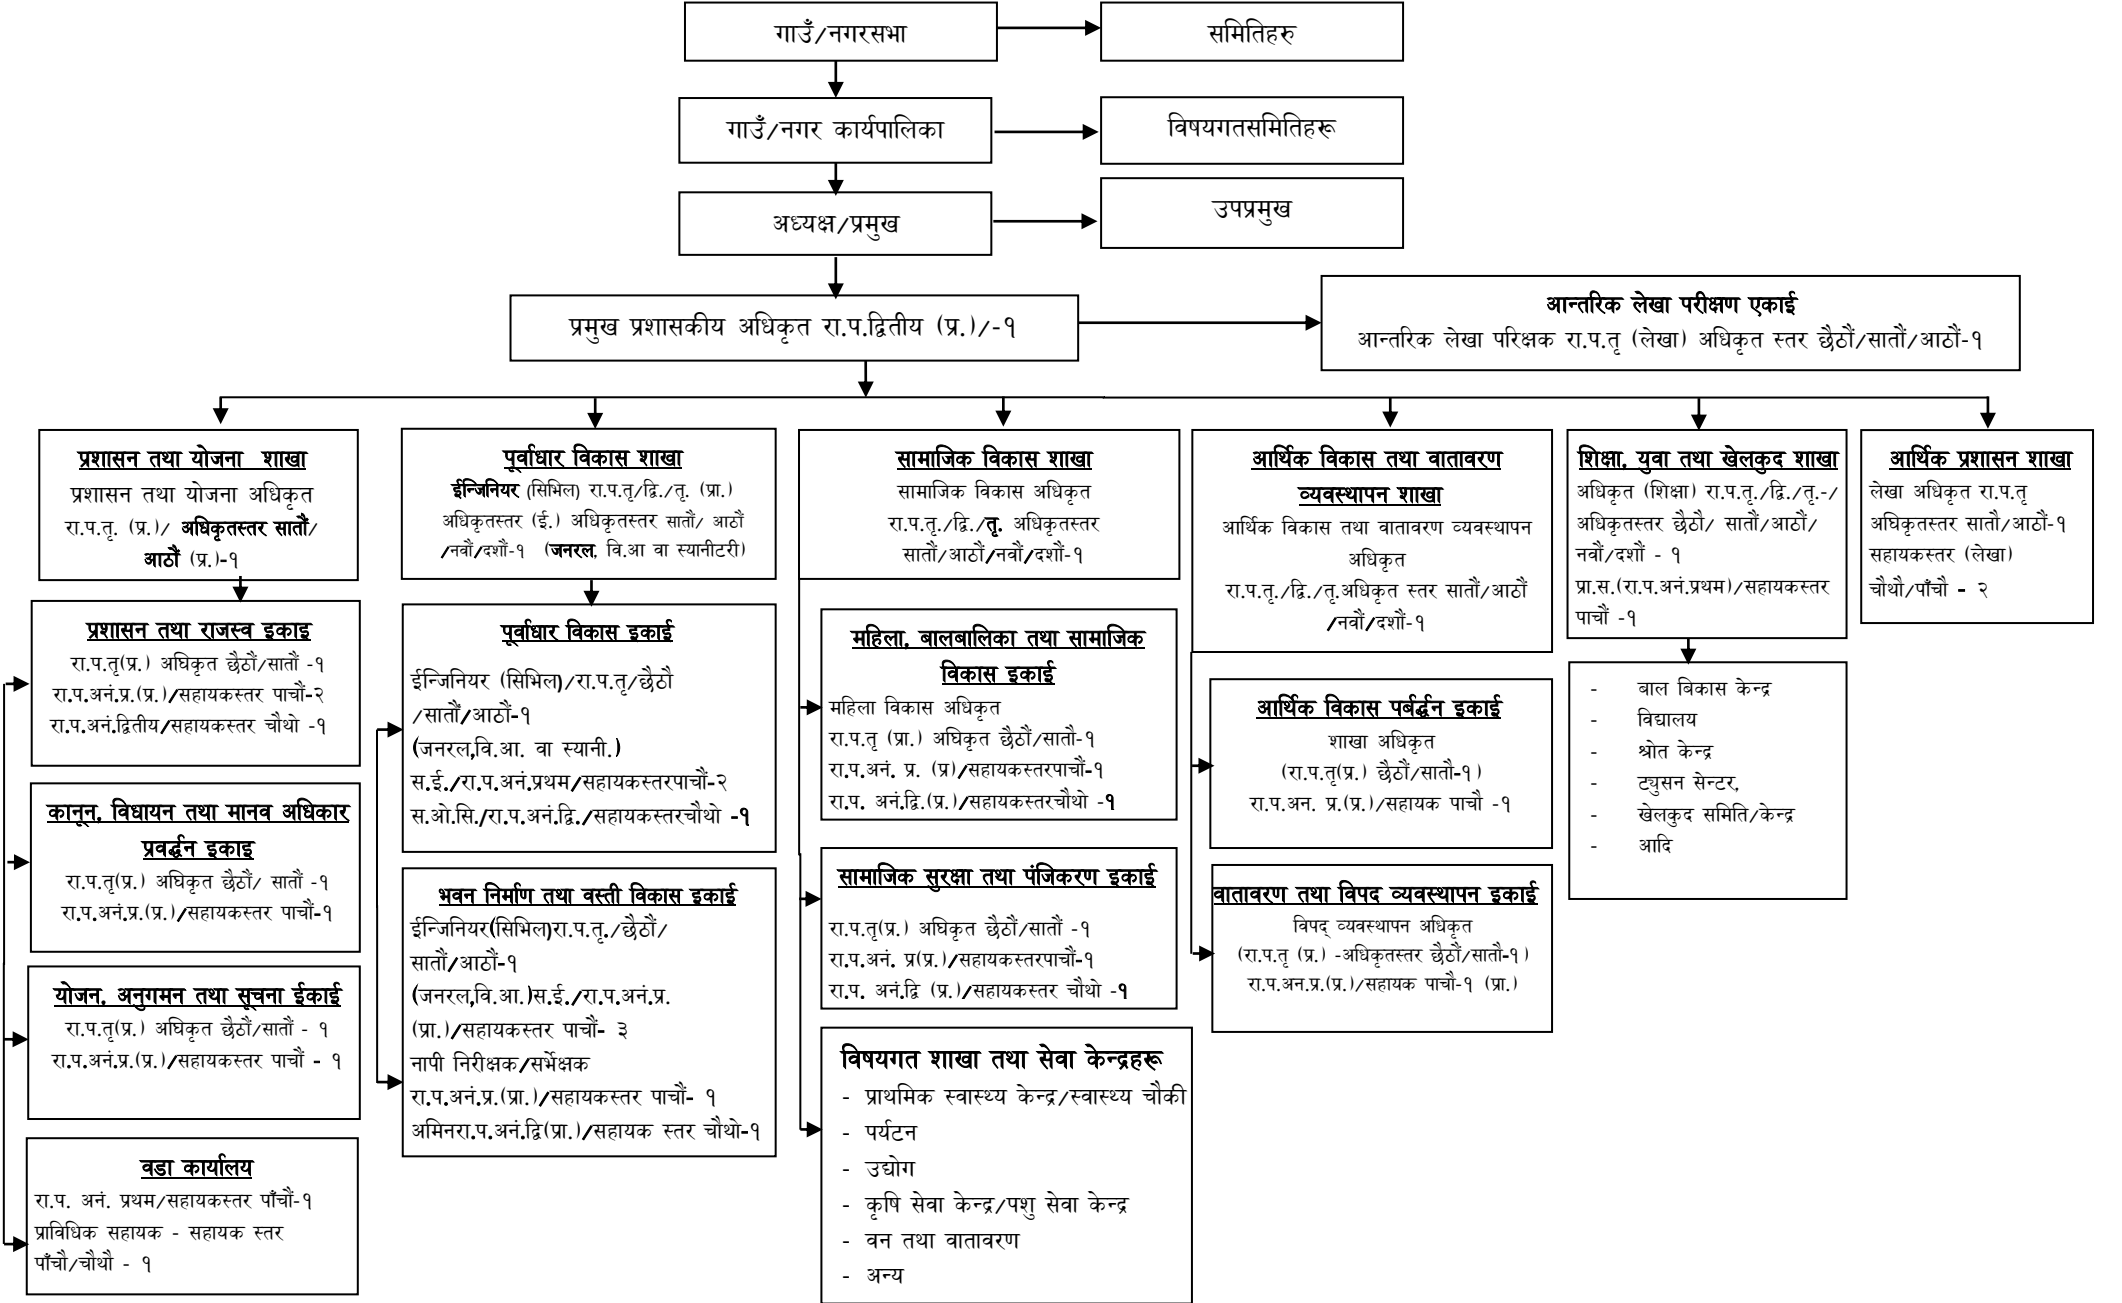 गाउँ/नगरसभा
समितिहरु
गाउँ/नगर कार्यपालिका
विषयगतसमितिहरू
अध्यक्ष/प्रमुख
उपप्रमुख
प्रमुख प्रशासकीय अधिकृत रा.प.द्वितीय (प्र.)/-१
आन्तरिक लेखा परीक्षण एकाई
आन्तरिक लेखा परिक्षक रा.प.तृ (लेखा) अधिकृत स्तर छैठौं/सातौं/आठौं-१
प्रशासन तथा योजना शाखा
प्रशासन तथा योजना अधिकृत
रा.प.तृ. (प्र.)/ अधिकृतस्तर सातौं/
आठौं (प्र.)-१
प्रशासन तथा राजस्व इकाइ
रा.प.तृ(प्र.) अघिकृत छैठौं/सातौं -१
रा.प.अनं.प्र.(प्र.)/सहायकस्तर पाचौं-२
रा.प.अनं.द्वितीय/सहायकस्तर चौथो -१
कानून, विधायन तथा मानव अधिकार
प्रवर्द्धन इकाइ
रा.प.तृ(प्र.) अघिकृत छैठौं/ सातौं -१
रा.प.अनं.प्र.(प्र.)/सहायकस्तर पाचौं-१
योजन, अनुगमन तथा सूचना ईकाई
रा.प.तृ(प्र.) अघिकृत छैठौं/सातौं - १
रा.प.अनं.प्र.(प्र.)/सहायकस्तर पाचौं - १
वडा कार्यालय
रा.प. अनं. प्रथम/सहायकस्तर पाँचौं-१
प्राविधिक सहायक - सहायक स्तर
पाँचौ/चौथौ - १
पूर्वाधार विकास शाखा
ईन्जिनियर (सिभिल) रा.प.तृ/द्वि./तृ. (प्रा.)
अधिकृतस्तर (ई.) अधिकृतस्तर सातौं/ आठौं
/नवौं/दशौं-१ (जनरल, वि.आ वा स्यानीटरी)
पूर्वाधार विकास इकाई
ईन्जिनियर (सिभिल)/रा.प.तृ/छैठौ
/सातौं/आठौं-१
(जनरल,वि.आ. वा स्यानी.)
स.ई./रा.प.अनं.प्रथम/सहायकस्तरपाचौं-२
स.ओ.सि./रा.प.अनं.द्वि./सहायकस्तरचौथो -१
भवन निर्माण तथा वस्ती विकास इकाई
ईन्जिनियर(सिभिल)रा.प.तृ./छैठौं/
सातौं/आठौं-१
(जनरल,वि.आ.)स.ई./रा.प.अनं.प्र.
(प्रा.)/सहायकस्तर पाचौं- ३
नापी निरीक्षक/सर्भेक्षक
रा.प.अनं.प्र.(प्रा.)/सहायकस्तर पाचौं- १
अमिनरा.प.अनं.द्वि(प्रा.)/सहायक स्तर चौथो-१
सामाजिक विकास शाखा
सामाजिक विकास अधिकृत
रा.प.तृ./द्वि./तृ. अधिकृतस्तर
सातौं/आठौं/नवौं/दशौं-१
महिला, बालबालिका तथा सामाजिक
विकास इकाई
महिला विकास अधिकृत
रा.प.तृ (प्रा.) अघिकृत छैठौं/सातौ-१
रा.प.अनं. प्र. (प्र)/सहायकस्तरपाचौं-१
रा.प. अनं.द्वि.(प्र.)/सहायकस्तरचौथो -१
सामाजिक सुरक्षा तथा पंजिकरण इकाई
रा.प.तृ(प्र.) अघिकृत छैठौं/सातौं -१
रा.प.अनं. प्र(प्र.)/सहायकस्तरपाचौं-१
रा.प. अनं.द्वि (प्र.)/सहायकस्तर चौथो -१
विषयगत शाखा तथा सेवा केन्द्रहरू
- प्राथमिक स्वास्थ्य केन्द्र/स्वास्थ्य चौकी
- पर्यटन
- उद्योग
- कृषि सेवा केन्द्र/पशु सेवा केन्द्र
- वन तथा वातावरण
- अन्य
आर्थिक विकास तथा वातावरण
व्यवस्थापन शाखा
आर्थिक विकास तथा वातावरण व्यवस्थापन
अधिकृत
रा.प.तृ./द्वि./तृ.अधिकृत स्तर सातौं/आठौं
/नवौं/दशौं-१
आर्थिक विकास पर्बर्द्धन इकाई
शाखा अधिकृत
(रा.प.तृ(प्र.) छैठौं/सातौ-१)
रा.प.अन. प्र.(प्र.)/सहायक पाचौ -१
वातावरण तथा विपद व्यवस्थापन इकाई
विपद् व्यवस्थापन अधिकृत
(रा.प.तृ (प्र.) -अधिकृतस्तर छैठौं/सातौ-१)
रा.प.अन.प्र.(प्र.)/सहायक पाचौ-१ (प्रा.)
शिक्षा, युवा तथा खेलकुद शाखा
अधिकृत (शिक्षा) रा.प.तृ./द्वि./तृ.-/
अधिकृतस्तर छैठौं/ सातौं/आठौं/
नवौं/दशौं - १
प्रा.स.(रा.प.अनं.प्रथम)/सहायकस्तर
पाचौं -१
- बाल बिकास केन्द्र
- विद्यालय
- श्रोत केन्द्र
- ट्युसन सेन्टर,
- खेलकुद समिति/केन्द्र
- आदि
आर्थिक प्रशासन शाखा
लेखा अधिकृत रा.प.तृ
अघिकृतस्तर सातौं/आठौं-१
सहायकस्तर (लेखा)
चौथौ/पाँचौ - २